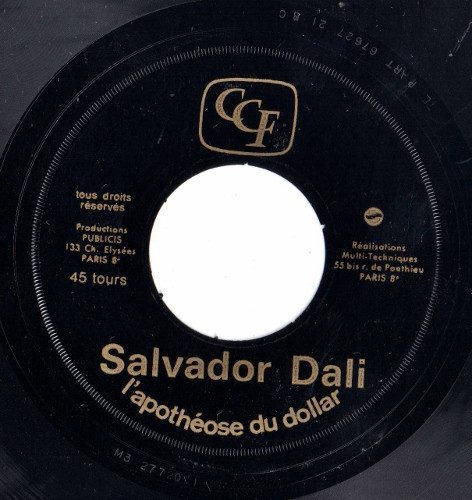 CCF
tous droits
réservés
Productions
PUBLICIS
133 Ch. Elysées
PARIS 8e
45 tours
Réalisations
Multi-Techniques
55 bis r. de Ponthieu
PARIS 8e
Salvador Dali
l'apothéose du dollar
M3